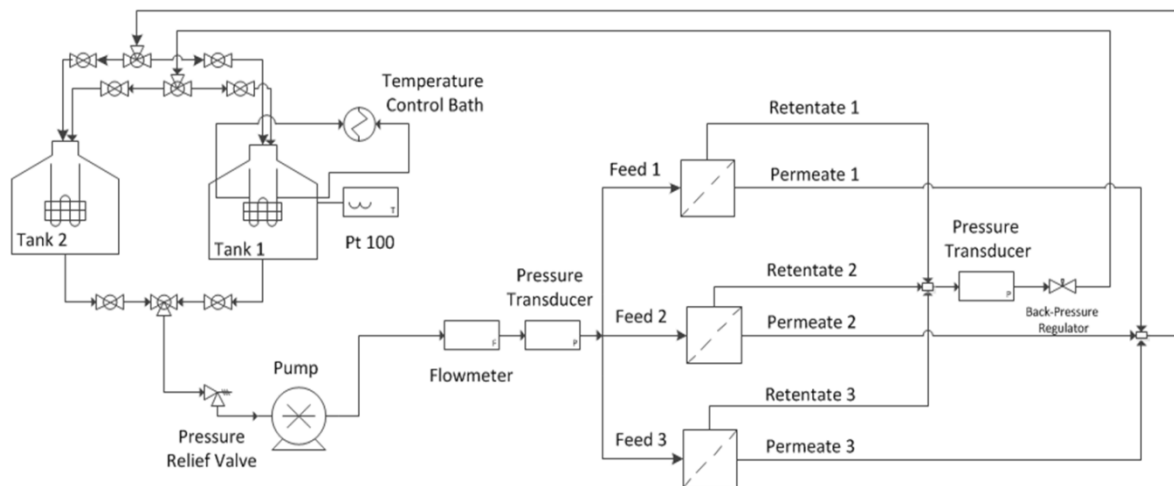 Temperature
Control Bath
Retentate 1
Feed 1
Permeate 1
Tank 2
Tank 1
T
Pt 100
Pressure
Transducer
Retentate 2
Pressure
Transducer
P
Feed 2
Permeate 2
Back-Pressure
Regulator
F
P
Flowmeter
Pump
Retentate 3
Pressure
Relief Valve
Feed 3
Permeate 3